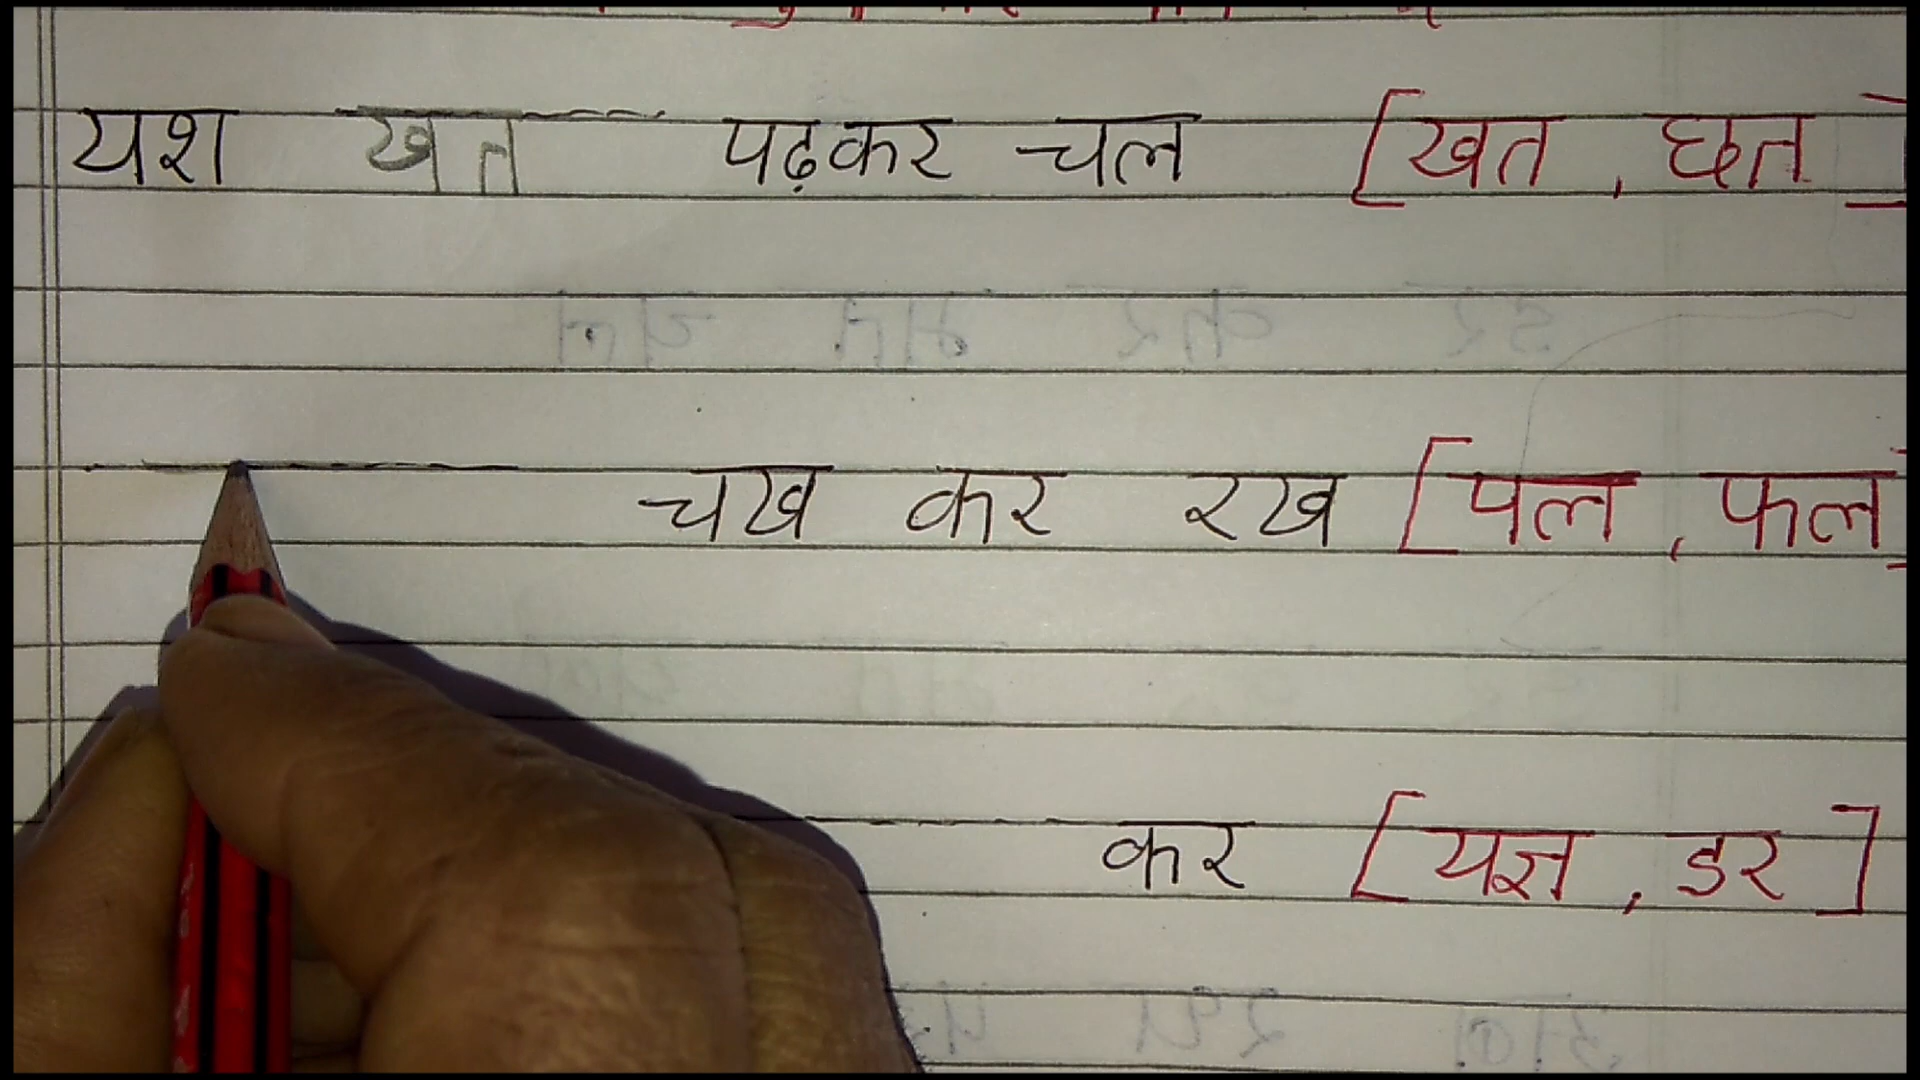 यश खत पढ़कर चल [खत, छत]
चख कर रख [पल, फल]
कर [यज्ञ, डर]